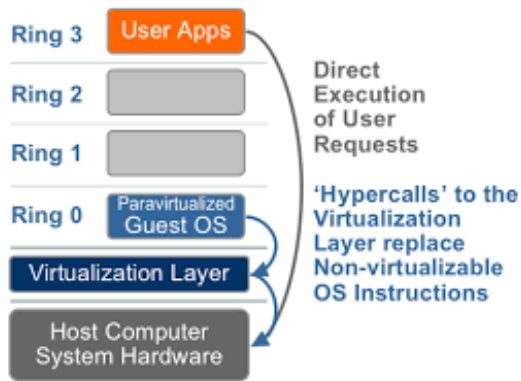 Ring 3
User Apps
Ring 2
Ring 1
Ring 0
Paravirtualized
Guest OS
Virtualization Layer
Host Computer
System Hardware
Direct
Execution
of User
Requests
‘Hypercalls’ to the
Virtualization
Layer replace
Non-virtualizable
OS Instructions